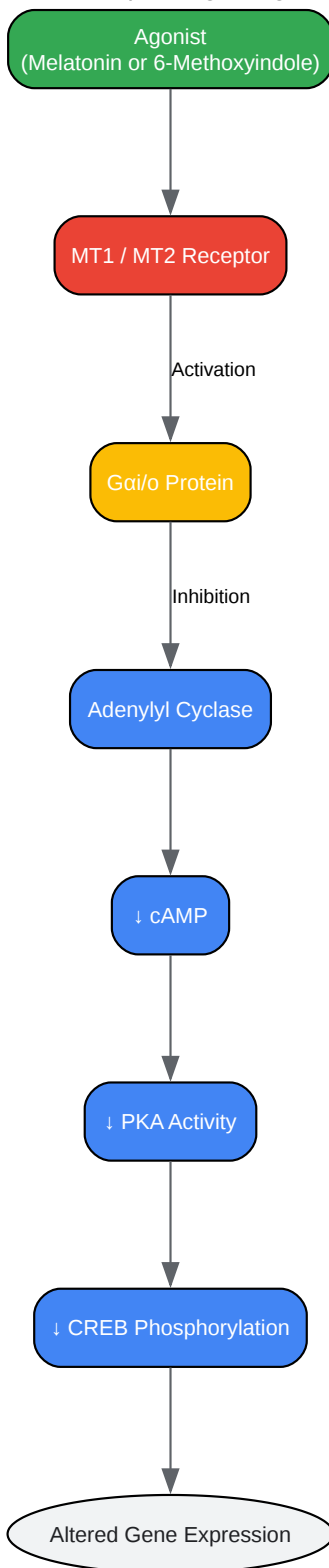 Agonist
(Melatonin or 6-Methoxyindole)
MT1 / MT2 Receptor
Activation
Gαi/o Protein
Inhibition
Adenylyl Cyclase
↓ cAMP
↓ PKA Activity
↓ CREB Phosphorylation
Altered Gene Expression